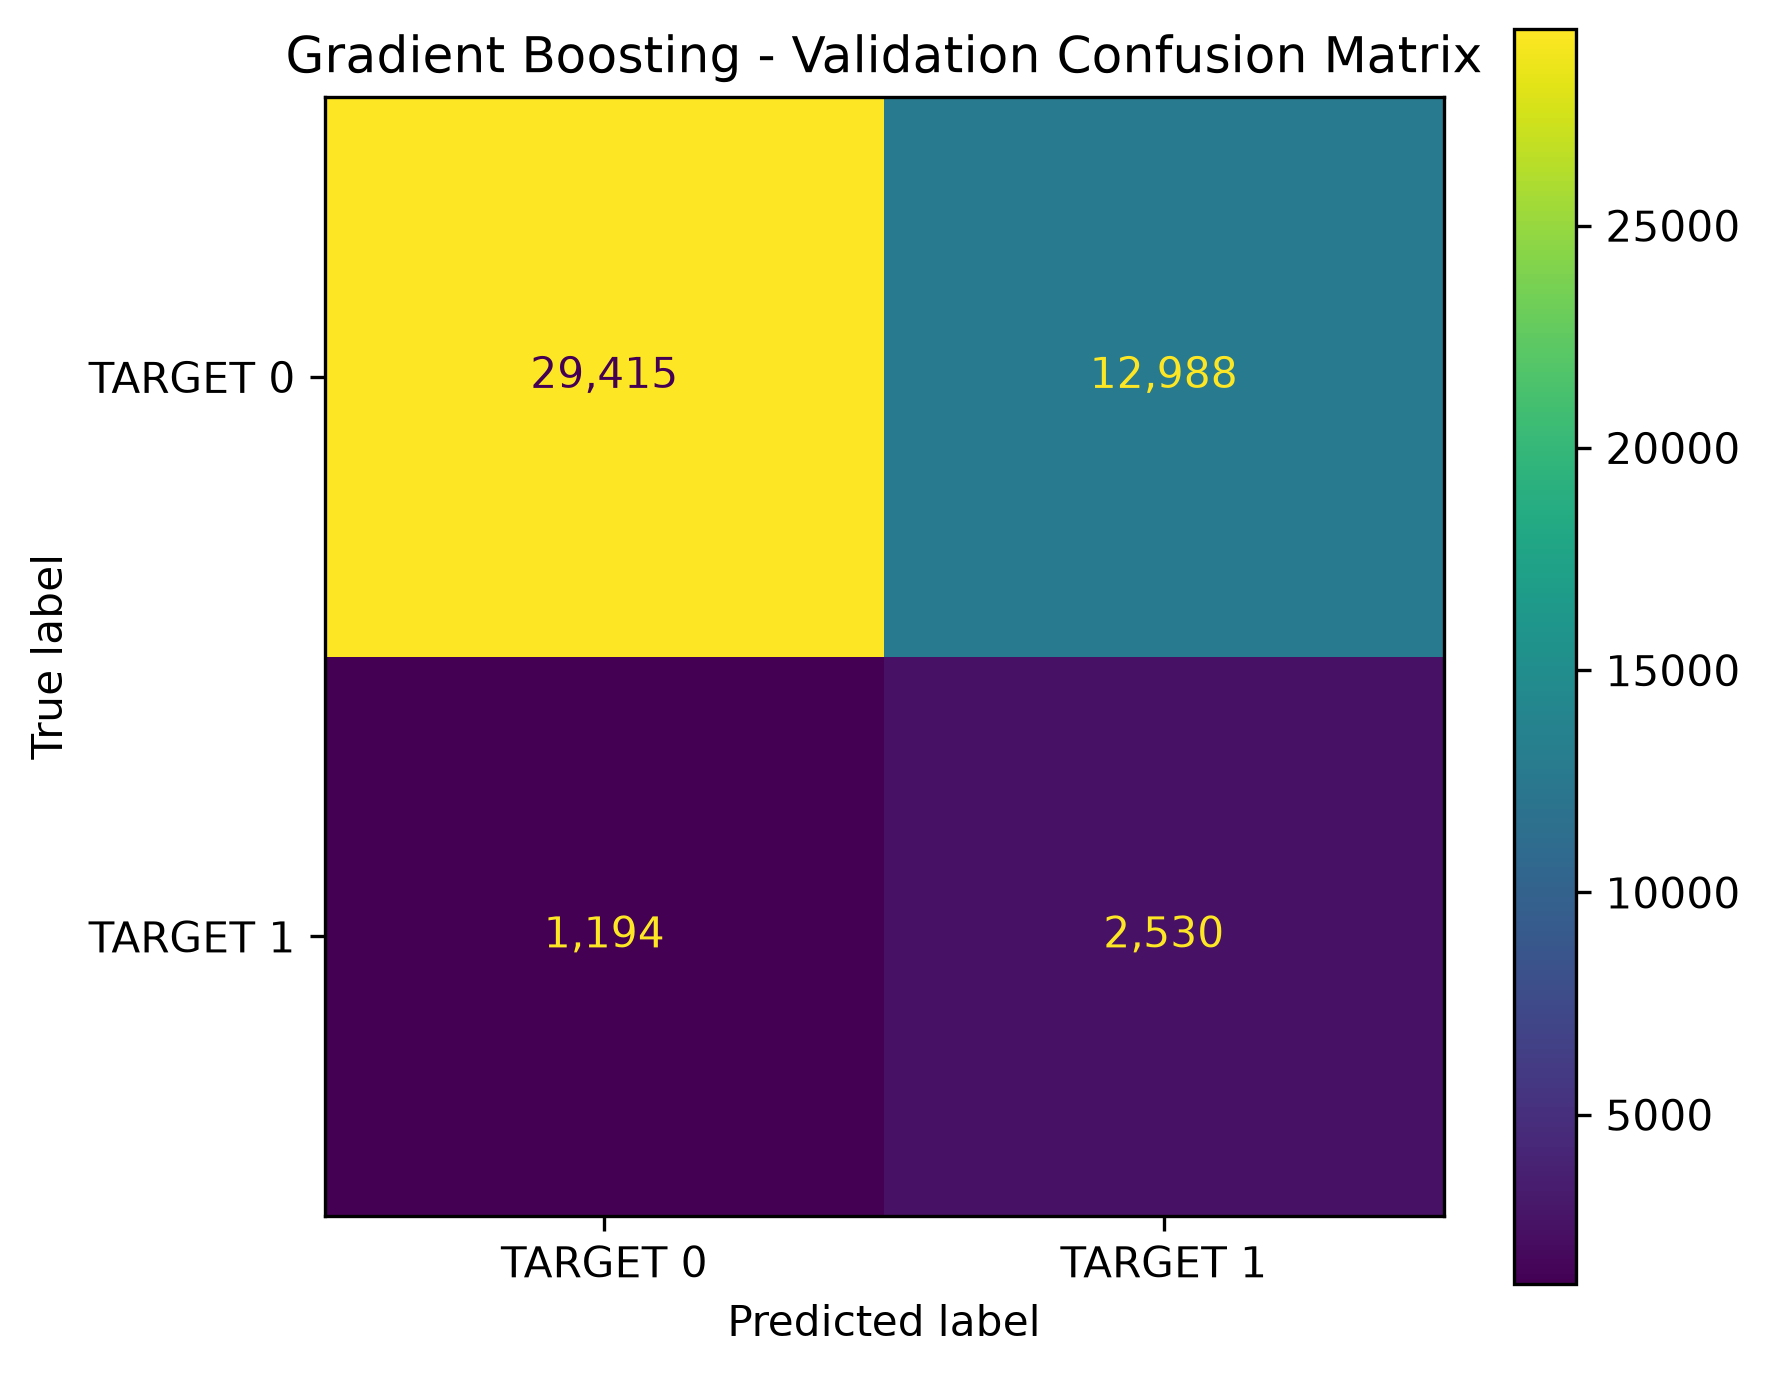 Gradient Boosting - Validation Confusion Matrix
TARGET 0
29,415
12,988
TARGET 1
1,194
2,530
TARGET 0
TARGET 1
Predicted label
True label
25000
20000
15000
10000
5000